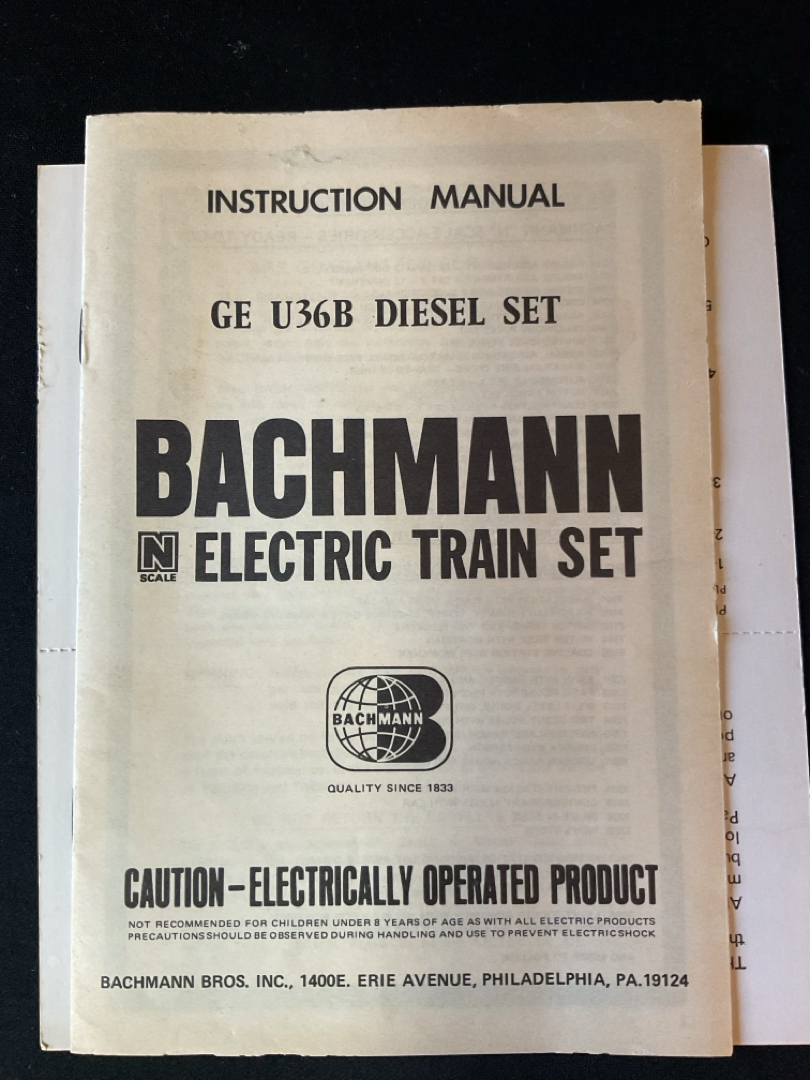 INSTRUCTION MANUAL
GE U36B DIESEL SET
BACHMANN
N SCALE ELECTRIC TRAIN SET
BACHMANN
QUALITY SINCE 1833
CAUTION-ELECTRICALLY OPERATED PRODUCT
NOT RECOMMENDED FOR CHILDREN UNDER 8 YEARS OF AGE AS WITH ALL ELECTRIC PRODUCTS
PRECAUTIONS SHOULD BE OBSERVED DURING HANDLING AND USE TO PREVENT ELECTRIC SHOCK
BACHMANN BROS. INC., 1400E. ERIE AVENUE, PHILADELPHIA, PA.19124